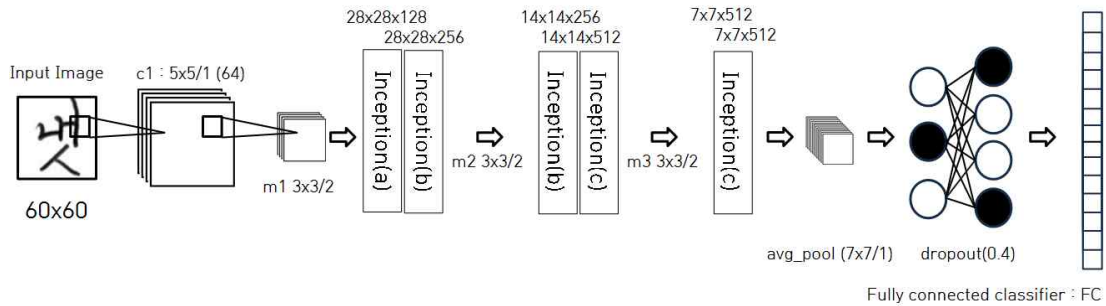 28x28x128
28x28x256
14x14x256
14x14x512
7x7x512
7x7x512
Input Image
c1 : 5x5/1 (64)
Inception(a)
Inception(b)
Inception(b)
Inception(c)
Inception(c)
m1 3x3/2
m2 3x3/2
m3 3x3/2
60x60
avg_pool (7x7/1)
dropout(0.4)
Fully connected classifier : FC